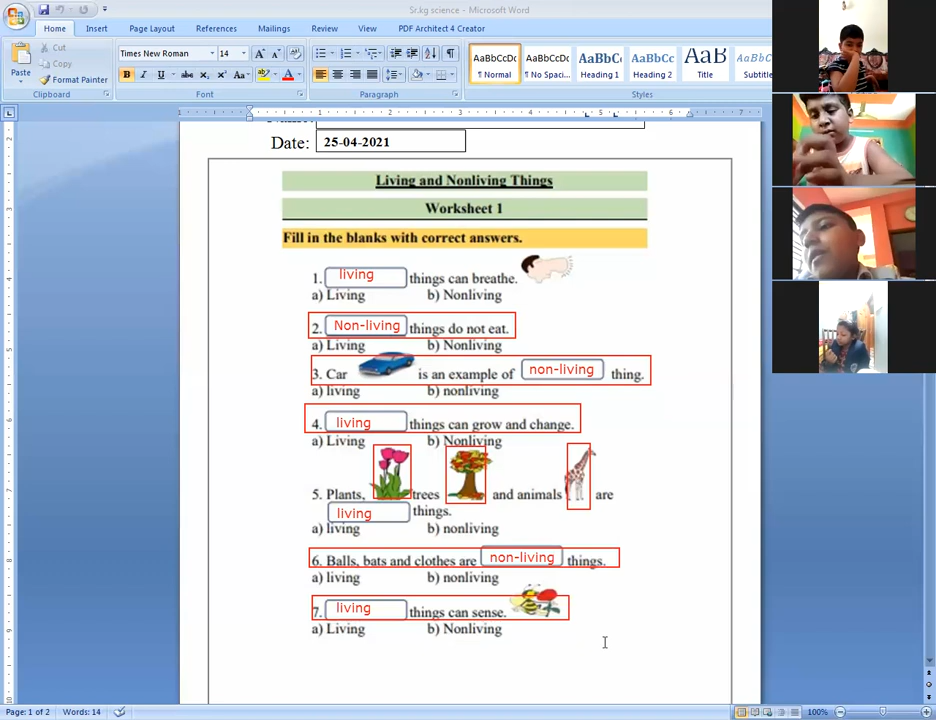 Sr.kg science - Microsoft Word
Home Insert Page Layout References Mailings Review View PDF Architect 4 Creator
Paste
Cut
Copy
Format Painter
Times New Roman 14
AaBbCcDc AaBbCcDc AaBbC AaBbCc AaB AaBbCc
¶ Normal ¶ No Spaci... Heading 1 Heading 2 Title Subtitle
Clipboard Font Paragraph Styles
Date: 25-04-2021
Living and Nonliving Things
Worksheet 1
Fill in the blanks with correct answers.
1. living things can breathe.
a) Living b) Nonliving
2. Non-living things do not eat.
a) Living b) Nonliving
3. Car is an example of non-living thing.
a) living b) nonliving
4. living things can grow and change.
a) Living b) Nonliving
5. Plants, trees and animals are
living things.
a) living b) nonliving
6. Balls, bats and clothes are non-living things.
a) living b) nonliving
7. living things can sense.
a) Living b) Nonliving
Page: 1 of 2 Words: 14 100%